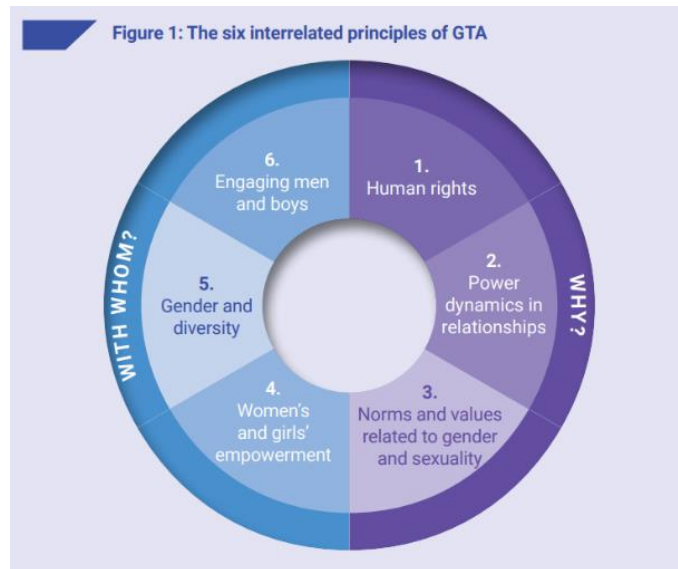 Figure 1: The six interrelated principles of GTA
1.
Human rights
2.
Power
dynamics in
relationships
3.
Norms and values
related to gender
and sexuality
4.
Women's
and girls'
empowerment
5.
Gender and
diversity
6.
Engaging men
and boys
WHY?
WITH WHOM?